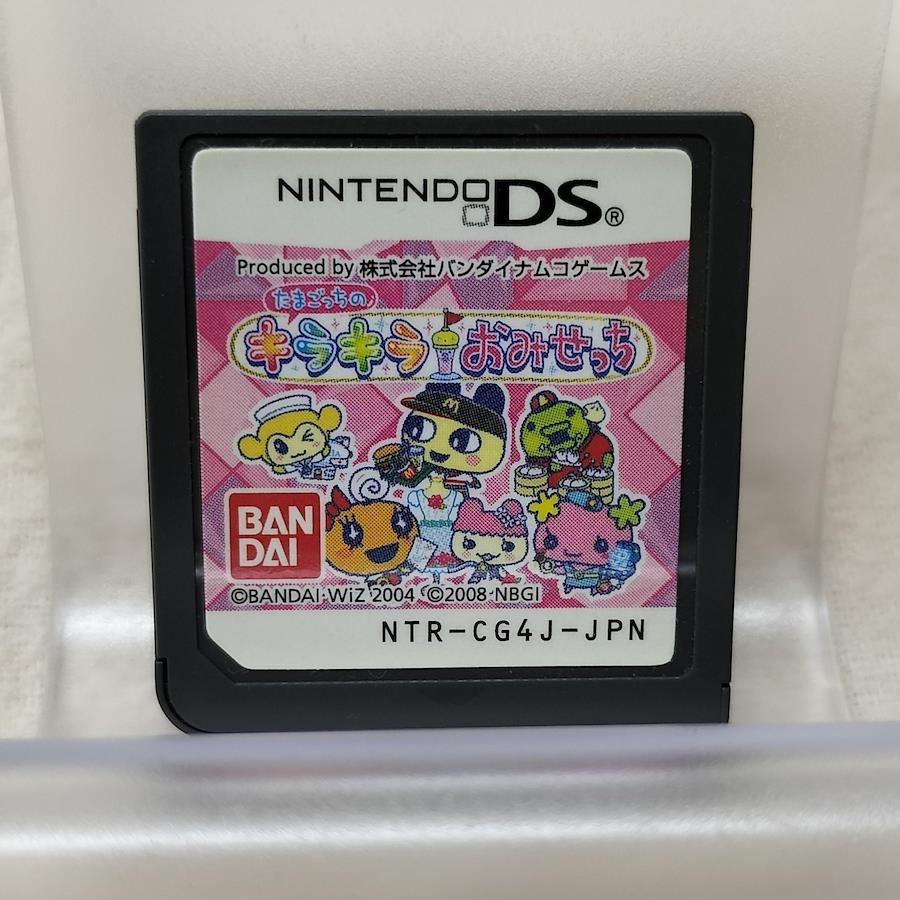 NINTENDO DS®
Produced by 株式会社バンダイナムコゲームス
たまごっちの
キラキラおみせっち
M
BAN
DAI
©BANDAI・WiZ 2004 ©2008 NBGI
NTR-CG4J-JPN